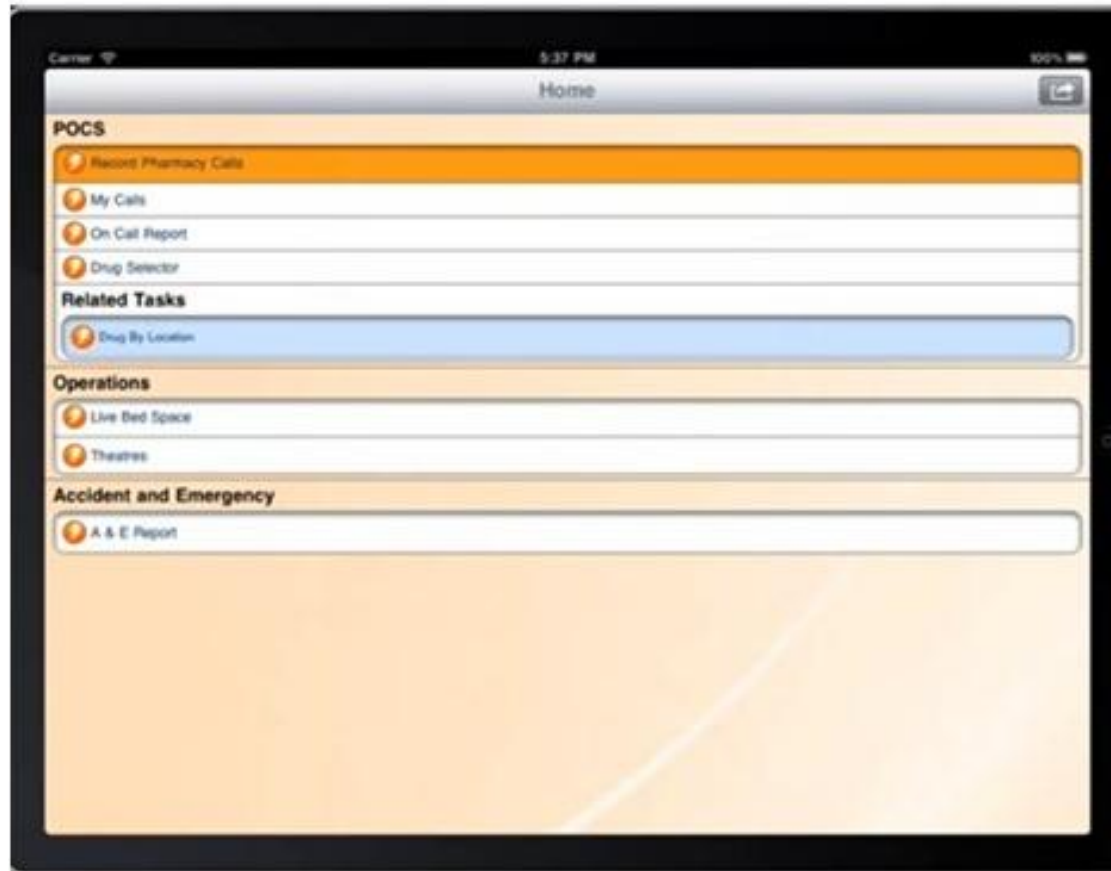 Carrier
5:37 PM
100%
Home
POCS
Record Pharmacy Calls
My Calls
On Call Report
Drug Selector
Related Tasks
Drug By Location
Operations
Live Bed Space
Theatres
Accident and Emergency
A & E Report